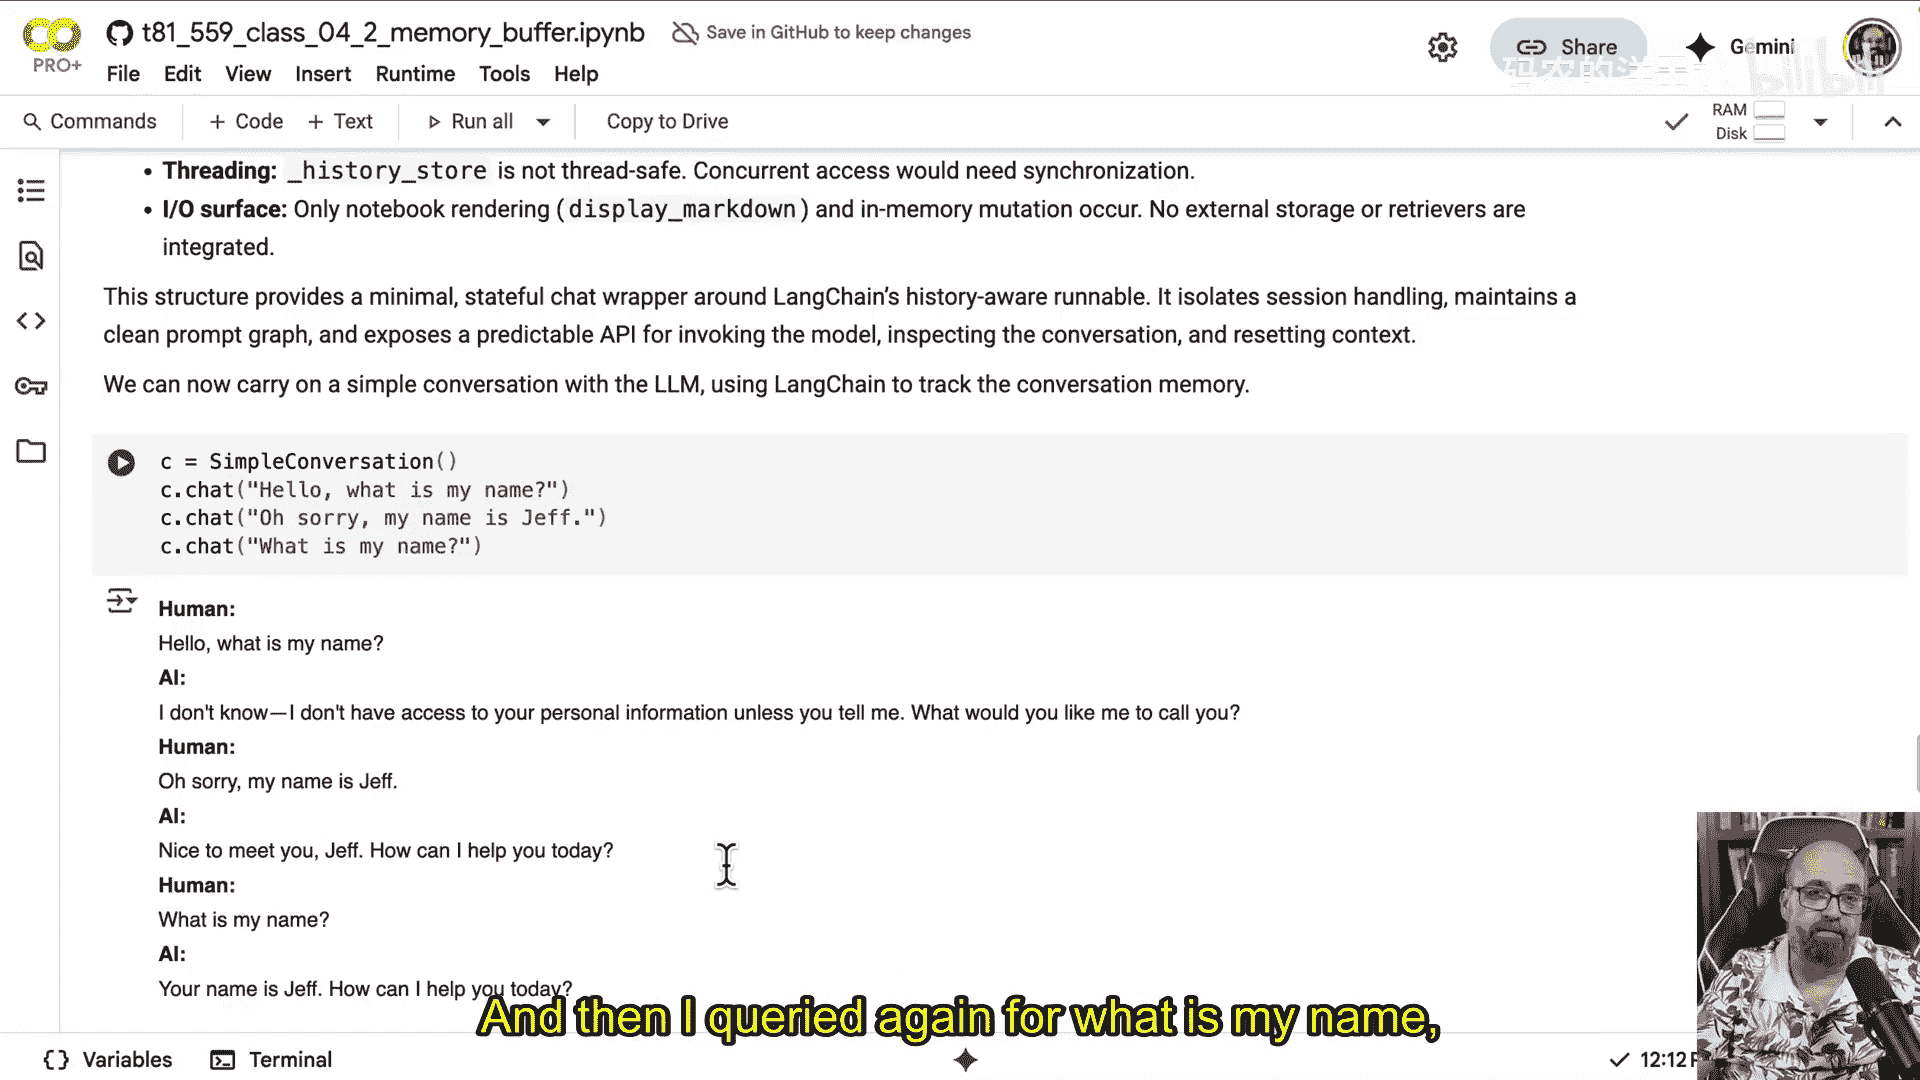 t81_559_class_04_2_memory_buffer.ipynb
Save in GitHub to keep changes
Share
Gemini
PRO+
File Edit View Insert Runtime Tools Help
码农的
bilibili
Commands
+ Code + Text
Run all
Copy to Drive
RAM
Disk
• Threading: _history_store is not thread-safe. Concurrent access would need synchronization.
• I/O surface: Only notebook rendering (display_markdown) and in-memory mutation occur. No external storage or retrievers are
integrated.
This structure provides a minimal, stateful chat wrapper around LangChain’s history-aware runnable. It isolates session handling, maintains a
clean prompt graph, and exposes a predictable API for invoking the model, inspecting the conversation, and resetting context.
We can now carry on a simple conversation with the LLM, using LangChain to track the conversation memory.
c = SimpleConversation()
c.chat("Hello, what is my name?")
c.chat("Oh sorry, my name is Jeff.")
c.chat("What is my name?")
Human:
Hello, what is my name?
AI:
I don't know—I don't have access to your personal information unless you tell me. What would you like me to call you?
Human:
Oh sorry, my name is Jeff.
AI:
Nice to meet you, Jeff. How can I help you today?
Human:
What is my name?
AI:
Your name is Jeff. How can I help you today?
And then I queried again for what is my name,
{} Variables
Terminal
12:12